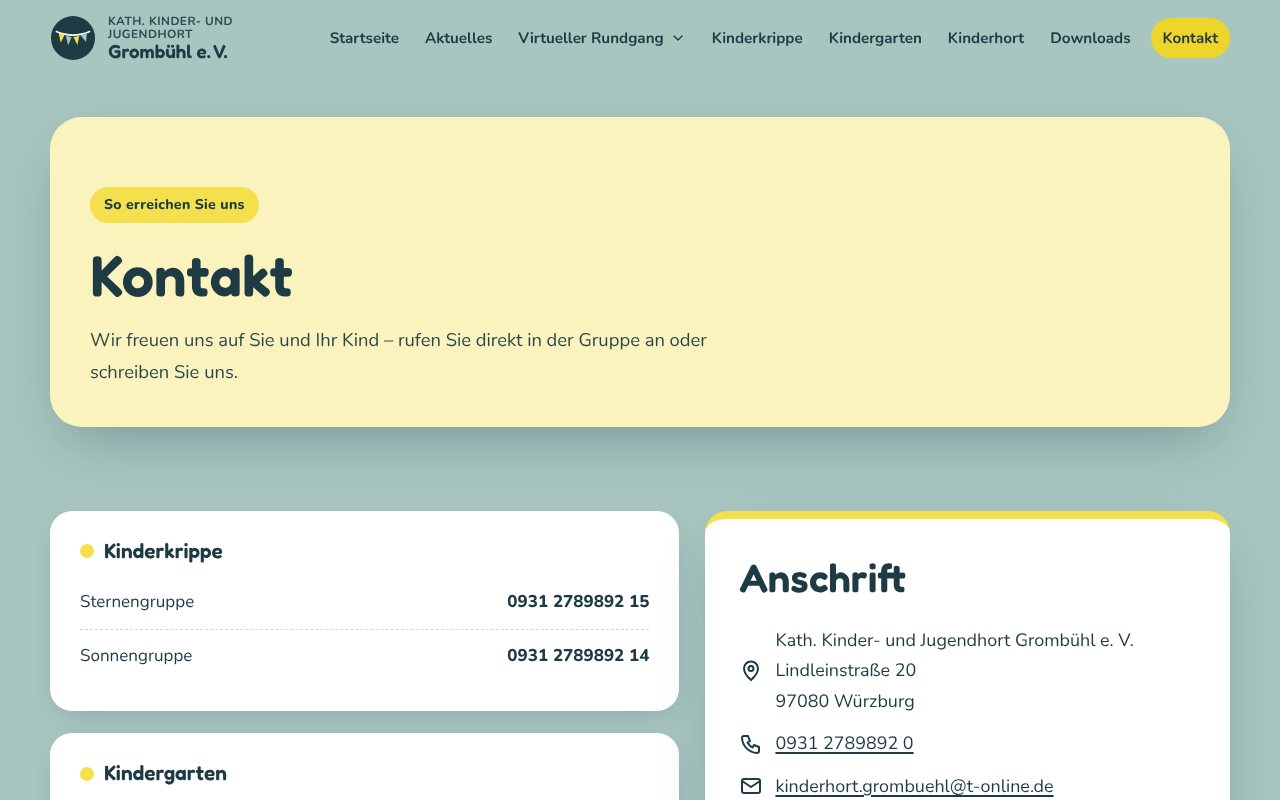 KATH. KINDER- UND
JUGENDHORT
Grombühl e. V.
Startseite
Aktuelles
Virtueller Rundgang
Kinderkrippe
Kindergarten
Kinderhort
Downloads
Kontakt
So erreichen Sie uns
Kontakt
Wir freuen uns auf Sie und Ihr Kind – rufen Sie direkt in der Gruppe an oder
schreiben Sie uns.
Kinderkrippe
Sternengruppe 0931 2789892 15
Sonnengruppe 0931 2789892 14
Kindergarten
Anschrift
Kath. Kinder- und Jugendhort Grombühl e. V.
Lindleinstraße 20
97080 Würzburg
0931 2789892 0
kinderhort.grombuehl@t-online.de